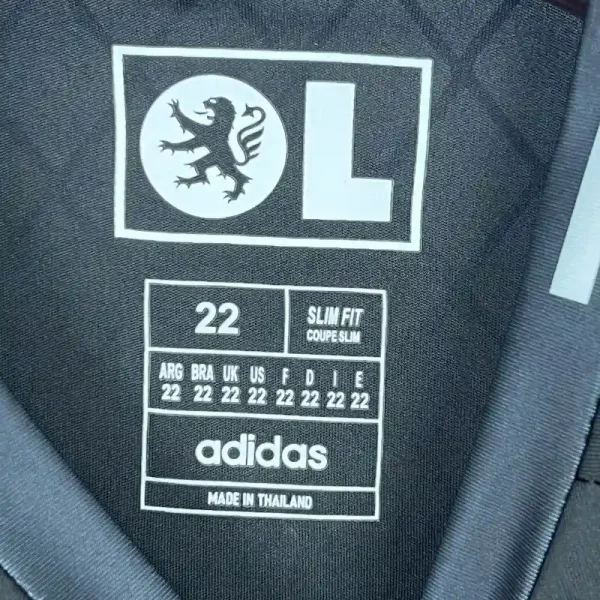 OL
22
SLIM FIT
COUPE SLIM
ARG BRA UK US F D I E
22 22 22 22 22 22 22 22
adidas
MADE IN THAILAND